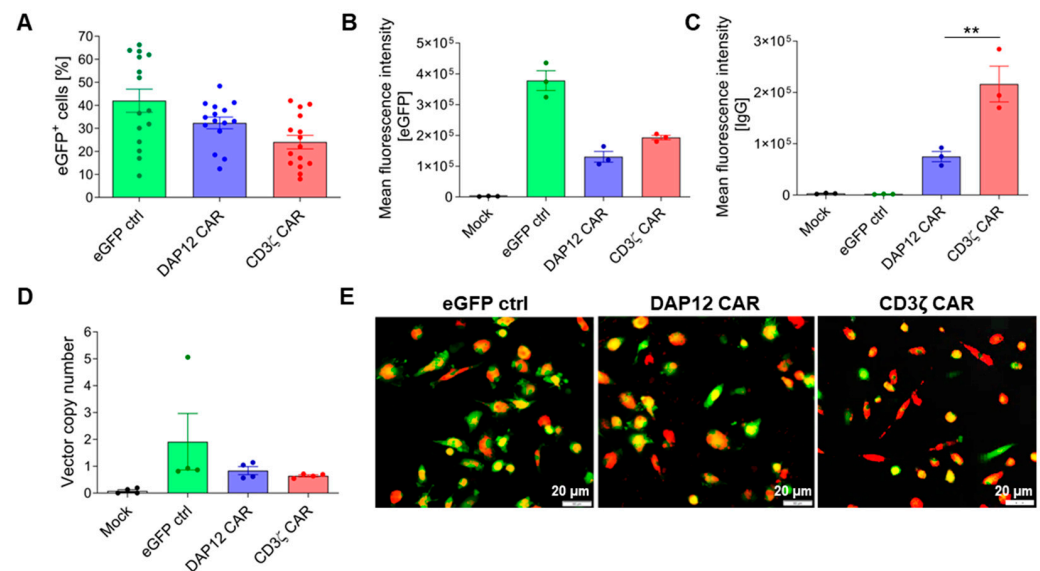 A
eGFP⁺ cells [%]
70
60
50
40
30
20
10
0
eGFP ctrl
DAP12 CAR
CD3ζ CAR
B
Mean fluorescence intensity
[eGFP]
5×10⁵
4×10⁵
3×10⁵
2×10⁵
1×10⁵
0
Mock
eGFP ctrl
DAP12 CAR
CD3ζ CAR
C
Mean fluorescence intensity
[IgG]
3×10⁵
2×10⁵
1×10⁵
0
**
Mock
eGFP ctrl
DAP12 CAR
CD3ζ CAR
D
Vector copy number
6
5
4
3
2
1
0
Mock
eGFP ctrl
DAP12 CAR
CD3ζ CAR
E
eGFP ctrl
DAP12 CAR
CD3ζ CAR
20 µm
20 µm
20 µm